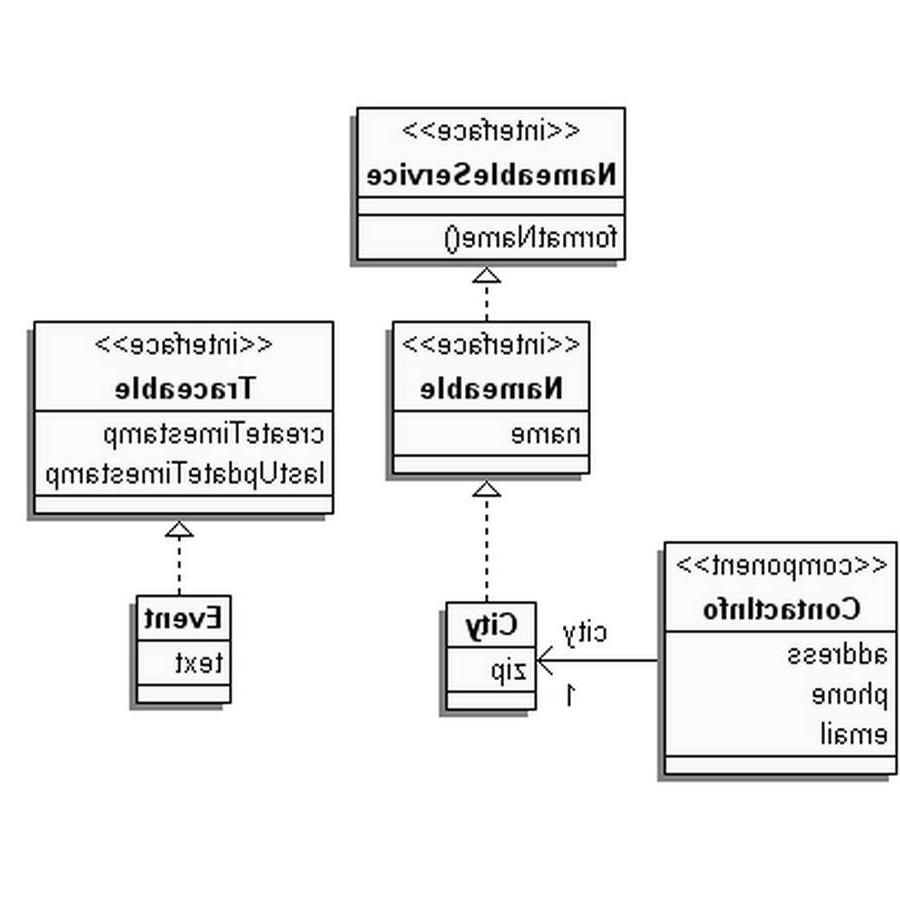 <<interface>>
NameableService
formatName()
<<interface>>
Nameable
name
<<interface>>
Traceable
createTimestamp
lastUpdateTimestamp
<<component>>
ContactInfo
address
phone
email
city
1
City
zip
Event
text